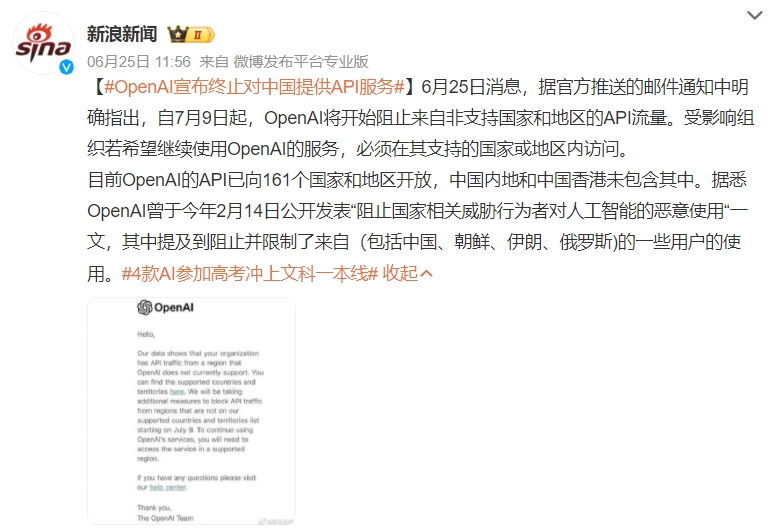 sina
新浪新闻 II
06月25日 11:56 来自 微博发布平台专业版
【#OpenAI宣布终止对中国提供API服务#】6月25日消息，据官方推送的邮件通知中明
确指出，自7月9日起，OpenAI将开始阻止来自非支持国家和地区的API流量。受影响组
织若希望继续使用OpenAI的服务，必须在其支持的国家或地区内访问。
目前OpenAI的API已向161个国家和地区开放，中国内地和中国香港未包含其中。据悉
OpenAI曾于今年2月14日公开发表“阻止国家相关威胁行为者对人工智能的恶意使用“一
文，其中提及到阻止并限制了来自（包括中国、朝鲜、伊朗、俄罗斯)的一些用户的使
用。#4款AI参加高考冲上文科一本线# 收起
OpenAI
Hello,
Our data shows that your organization
has API traffic from a region that
OpenAI does not currently support. You
can find the supported countries and
territories here. We will be taking
additional measures to block API traffic
from regions that are not on our
supported countries and territories list
starting on July 9. To continue using
OpenAI's services, you will need to
access the service in a supported
region.
If you have any questions please visit
our help center.
Thank you,
The OpenAI Team